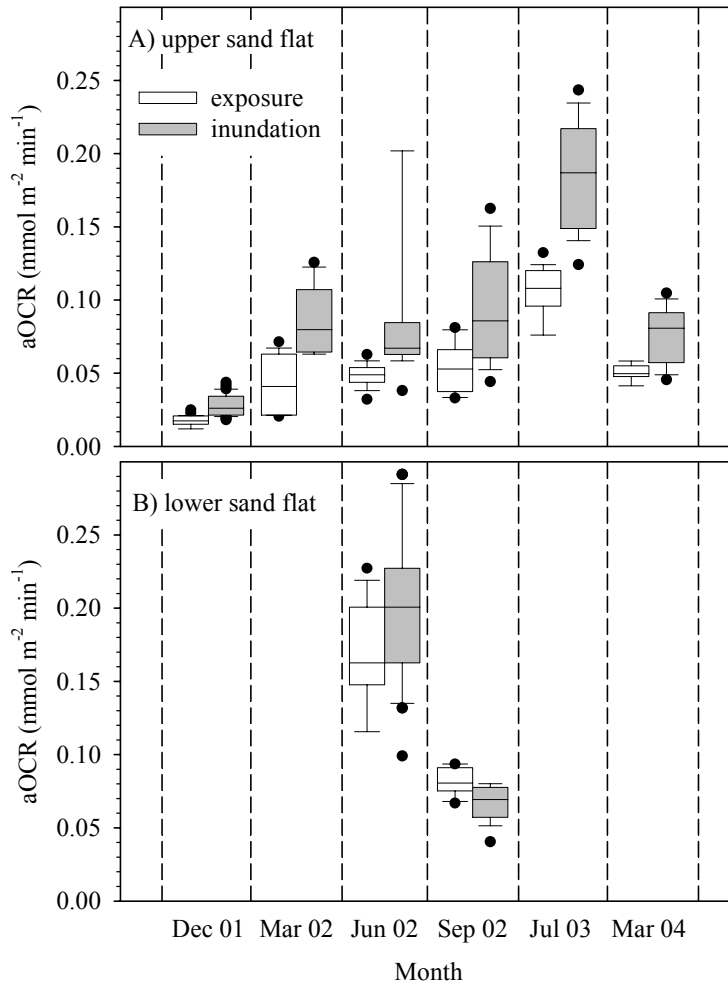 A) upper sand flat
exposure
inundation
aOCR (mmol m⁻² min⁻¹)
0.25
0.20
0.15
0.10
0.05
0.00
B) lower sand flat
aOCR (mmol m⁻² min⁻¹)
0.25
0.20
0.15
0.10
0.05
0.00
Dec 01 Mar 02 Jun 02 Sep 02 Jul 03 Mar 04
Month